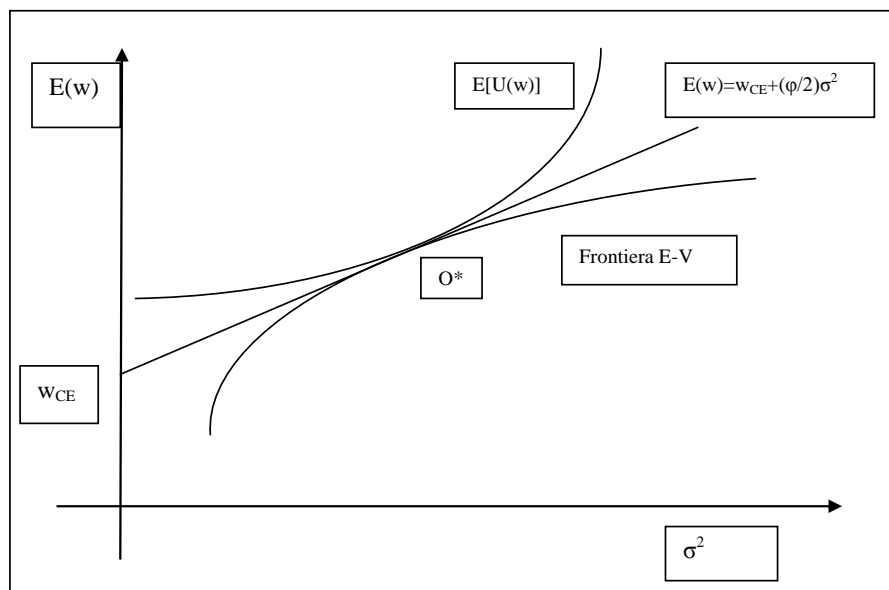 E(w)
E[U(w)]
E(w)=w_CE+(φ/2)σ²
Frontiera E-V
O*
w_CE
σ²